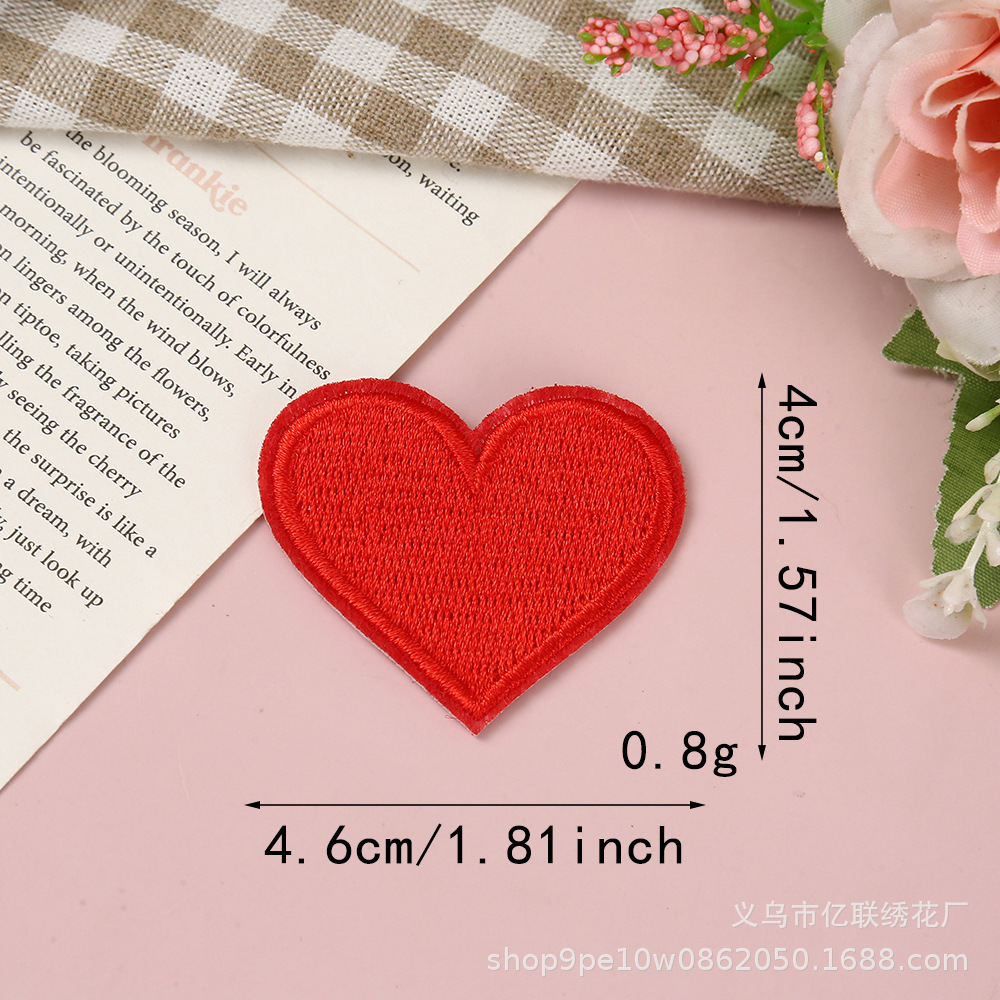 frankie
on, waiting
the blooming season, I will always
be fascinated by the touch of colorfulness
intentionally or unintentionally. Early in
morning, when the wind blows,
lingers among the flowers,
tiptoe, taking pictures
lling the fragrance of the
seeing the cherry
the surprise is like a
a dream, with
just look up
ng time
4cm/1.57inch
0.8g
4.6cm/1.81inch
义乌市亿联绣花厂
shop9pe10w0862050.1688.com